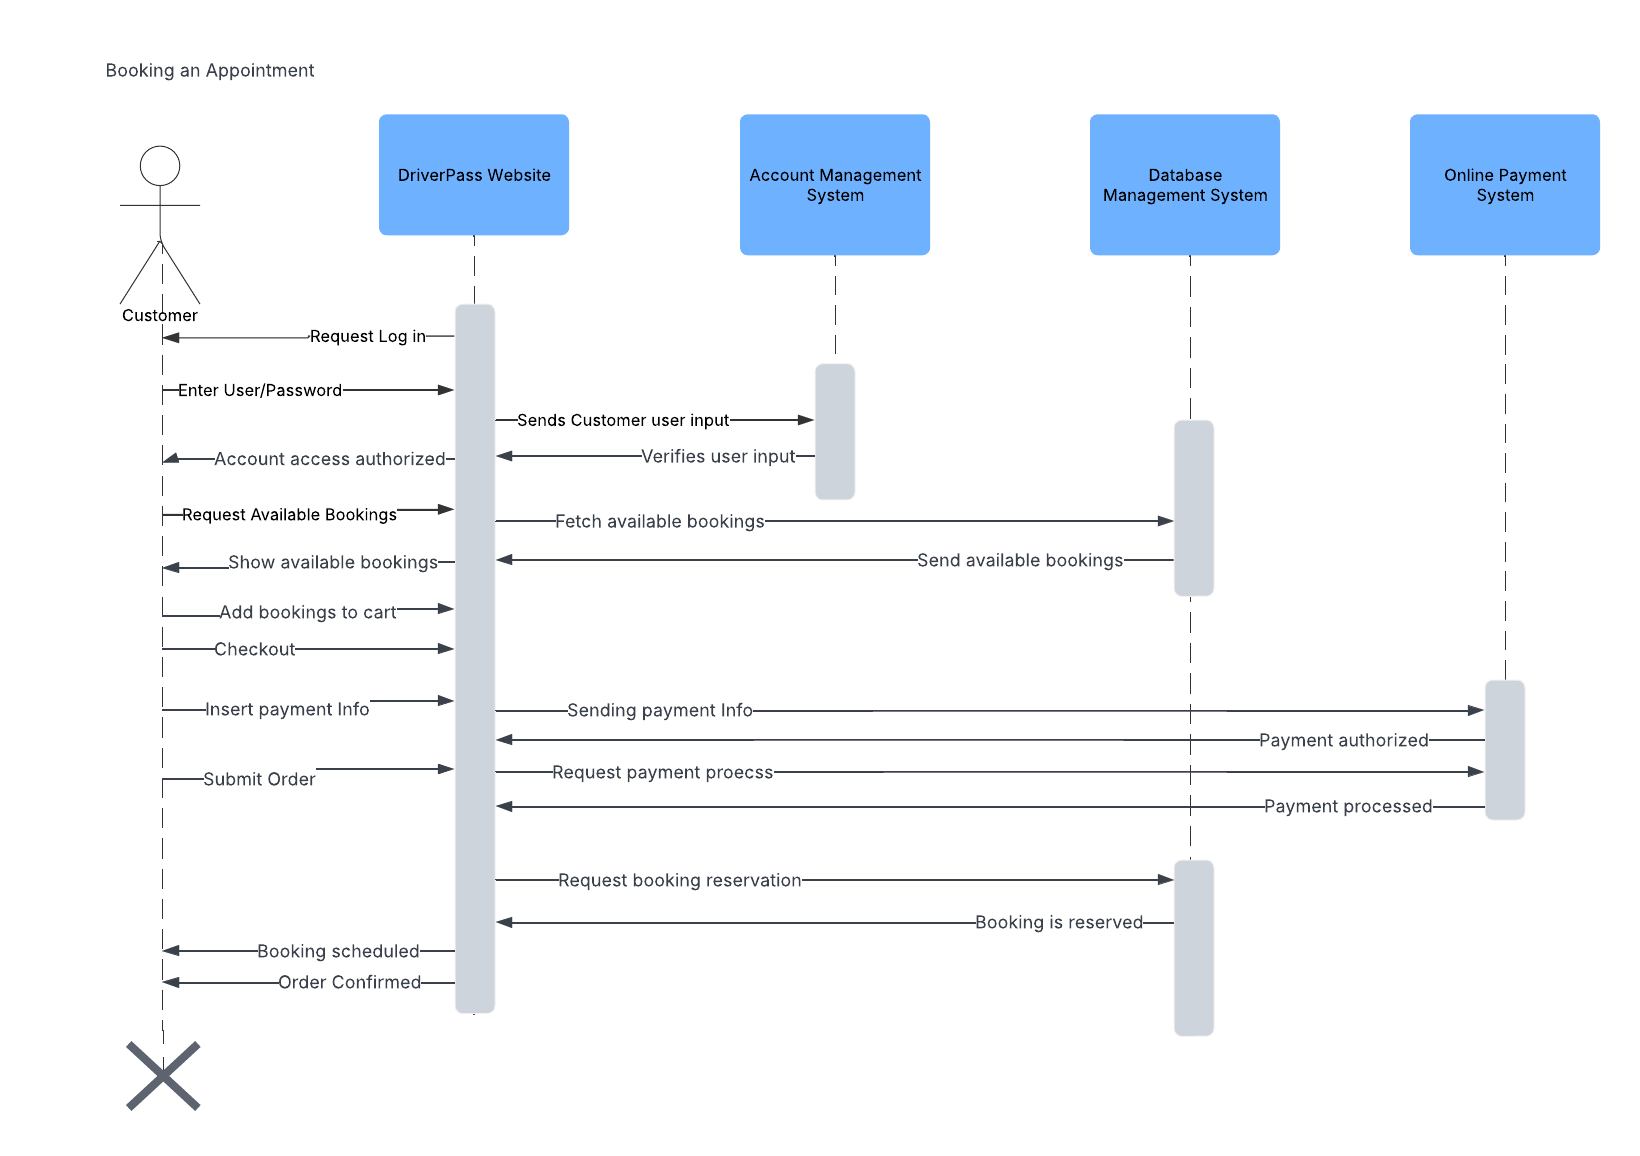 Booking an Appointment
DriverPass Website
Account Management
System
Database
Management System
Online Payment
System
Customer
Request Log in
Enter User/Password
Sends Customer user input
Verifies user input
Account access authorized
Request Available Bookings
Fetch available bookings
Send available bookings
Show available bookings
Add bookings to cart
Checkout
Insert payment Info
Sending payment Info
Payment authorized
Submit Order
Request payment proecss
Payment processed
Request booking reservation
Booking is reserved
Booking scheduled
Order Confirmed